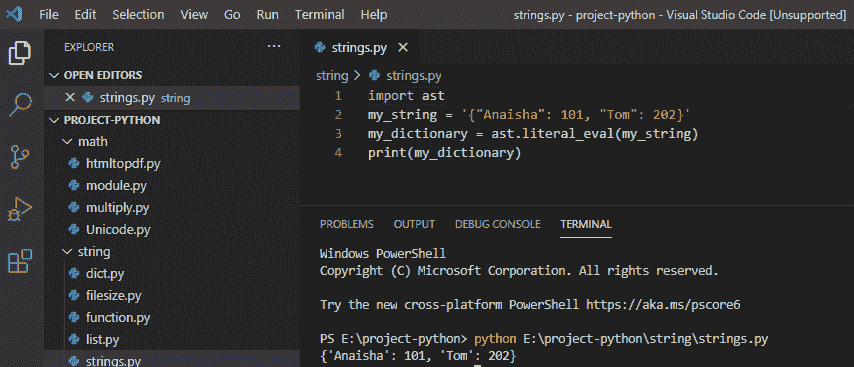 File Edit Selection View Go Run Terminal Help strings.py - project-python - Visual Studio Code [Unsupported]
EXPLORER
OPEN EDITORS
strings.py string
PROJECT-PYTHON
math
htmltopdf.py
module.py
multiply.py
Unicode.py
string
dict.py
filesize.py
function.py
list.py
strings.py
strings.py
string > strings.py
1 import ast
2 my_string = '{"Anaisha": 101, "Tom": 202}'
3 my_dictionary = ast.literal_eval(my_string)
4 print(my_dictionary)
PROBLEMS OUTPUT DEBUG CONSOLE TERMINAL
Windows PowerShell
Copyright (C) Microsoft Corporation. All rights reserved.
Try the new cross-platform PowerShell https://aka.ms/pscore6
PS E:\project-python> python E:\project-python\string\strings.py
{'Anaisha': 101, 'Tom': 202}